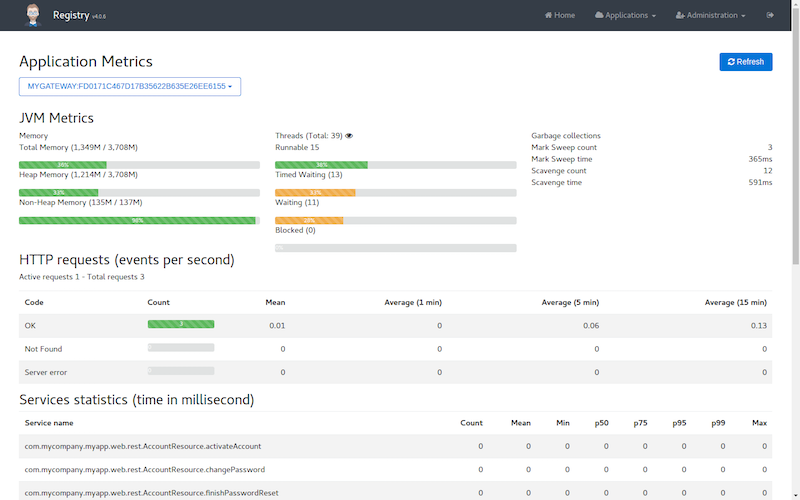 Registry v4.0.6 Home Applications Administration
Application Metrics Refresh
MYGATEWAY:FD0171C467D17B35622B635E26EE6155
JVM Metrics
Memory
Total Memory (1,349M / 3,708M)
36%
Heap Memory (1,214M / 3,708M)
33%
Non-Heap Memory (135M / 137M)
98%
Threads (Total: 39)
Runnable 15
38%
Timed Waiting (13)
33%
Waiting (11)
28%
Blocked (0)
0%
Garbage collections
Mark Sweep count 3
Mark Sweep time 365ms
Scavenge count 12
Scavenge time 591ms
HTTP requests (events per second)
Active requests 1 - Total requests 3
Code Count Mean Average (1 min) Average (5 min) Average (15 min)
OK 3 0.01 0 0.06 0.13
Not Found 0 0 0 0 0
Server error 0 0 0 0 0
Services statistics (time in millisecond)
Service name Count Mean Min p50 p75 p95 p99 Max
com.mycompany.myapp.web.rest.AccountResource.activateAccount 0 0 0 0 0 0 0 0
com.mycompany.myapp.web.rest.AccountResource.changePassword 0 0 0 0 0 0 0 0
com.mycompany.myapp.web.rest.AccountResource.finishPasswordReset 0 0 0 0 0 0 0 0